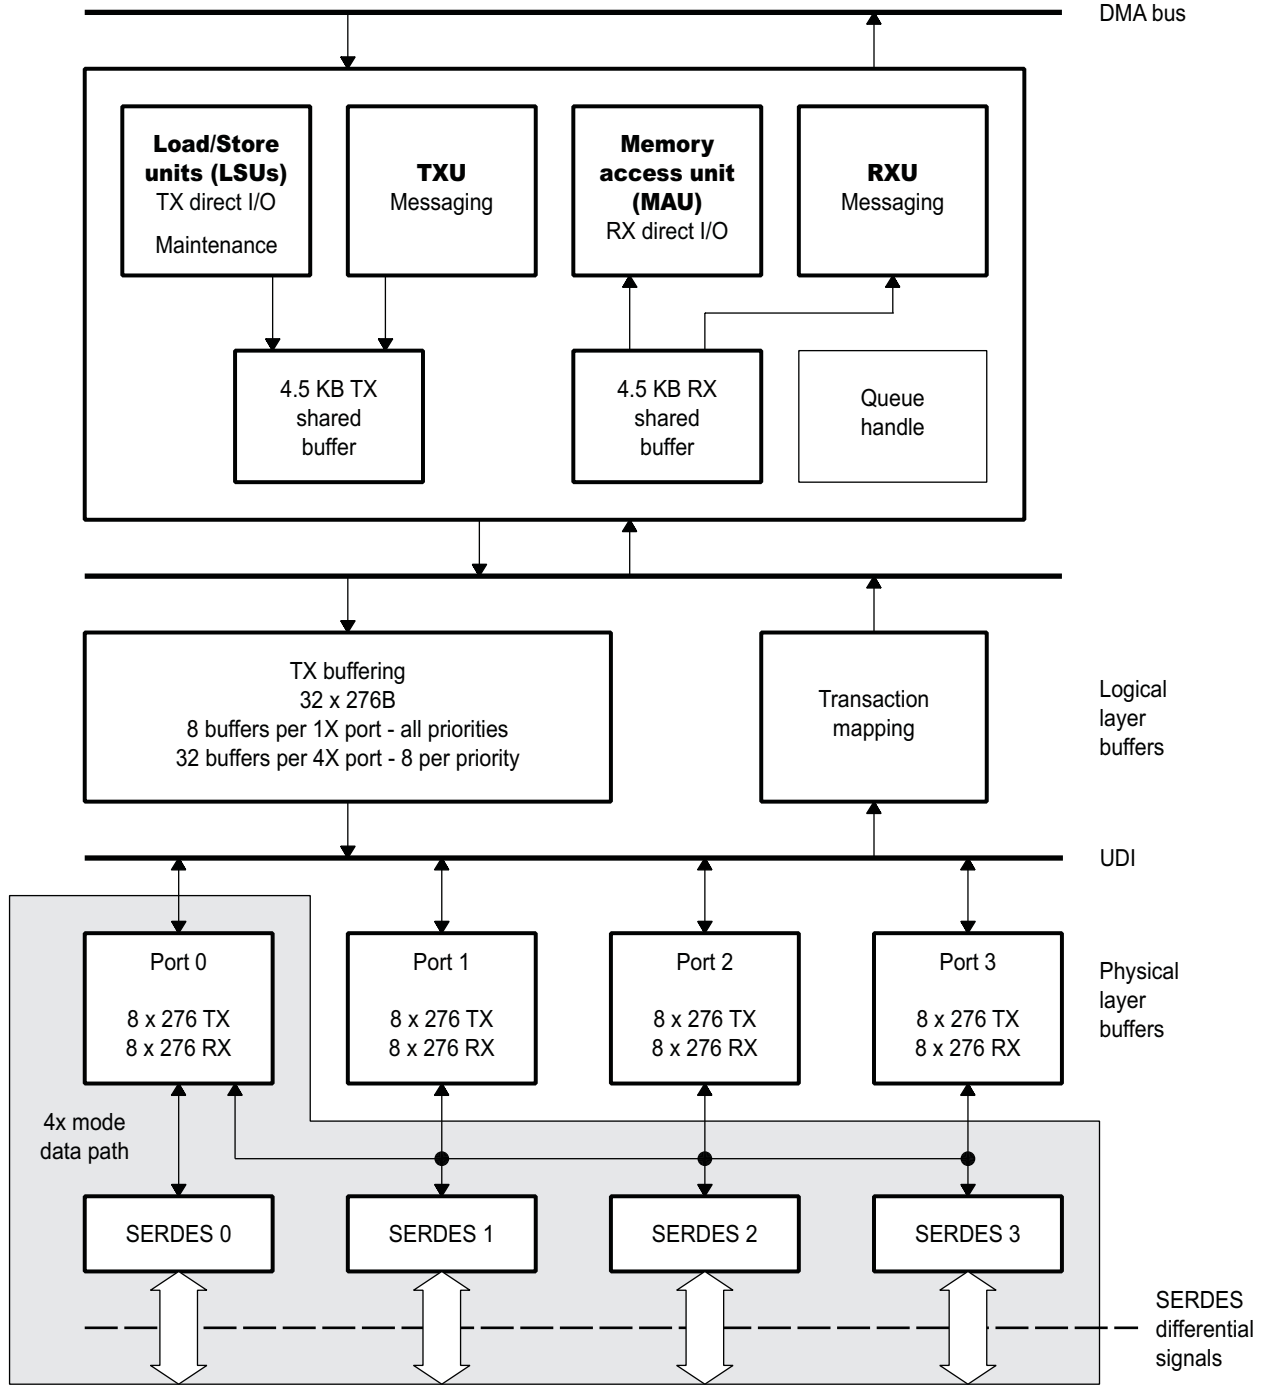 DMA bus
Load/Store
units (LSUs)
TX direct I/O
Maintenance
TXU
Messaging
Memory
access unit
(MAU)
RX direct I/O
RXU
Messaging
4.5 KB TX
shared
buffer
4.5 KB RX
shared
buffer
Queue
handle
TX buffering
32 x 276B
8 buffers per 1X port - all priorities
32 buffers per 4X port - 8 per priority
Transaction
mapping
Logical
layer
buffers
UDI
Port 0
8 x 276 TX
8 x 276 RX
Port 1
8 x 276 TX
8 x 276 RX
Port 2
8 x 276 TX
8 x 276 RX
Port 3
8 x 276 TX
8 x 276 RX
Physical
layer
buffers
4x mode
data path
SERDES 0
SERDES 1
SERDES 2
SERDES 3
SERDES
differential
signals